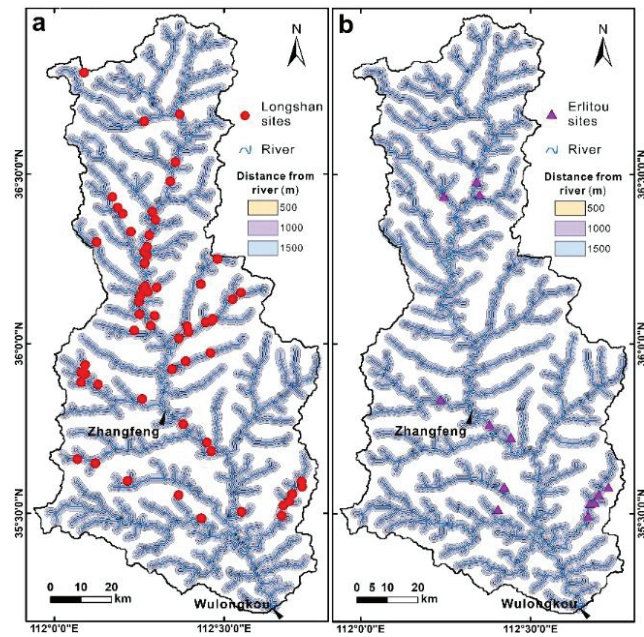 a
N
Longshan
sites
River
Distance from
river (m)
500
1000
1500
Zhangfeng
Wulongkou
0 10 20
km
b
N
Erlitou
sites
River
Distance from
river (m)
500
1000
1500
Zhangfeng
Wulongkou
0 5 10 20
km
36°30'0"N
36°0'0"N
35°30'0"N
36°30'0"N
36°0'0"N
35°30'0"N
112°0'0"E
112°30'0"E
112°0'0"E
112°30'0"E